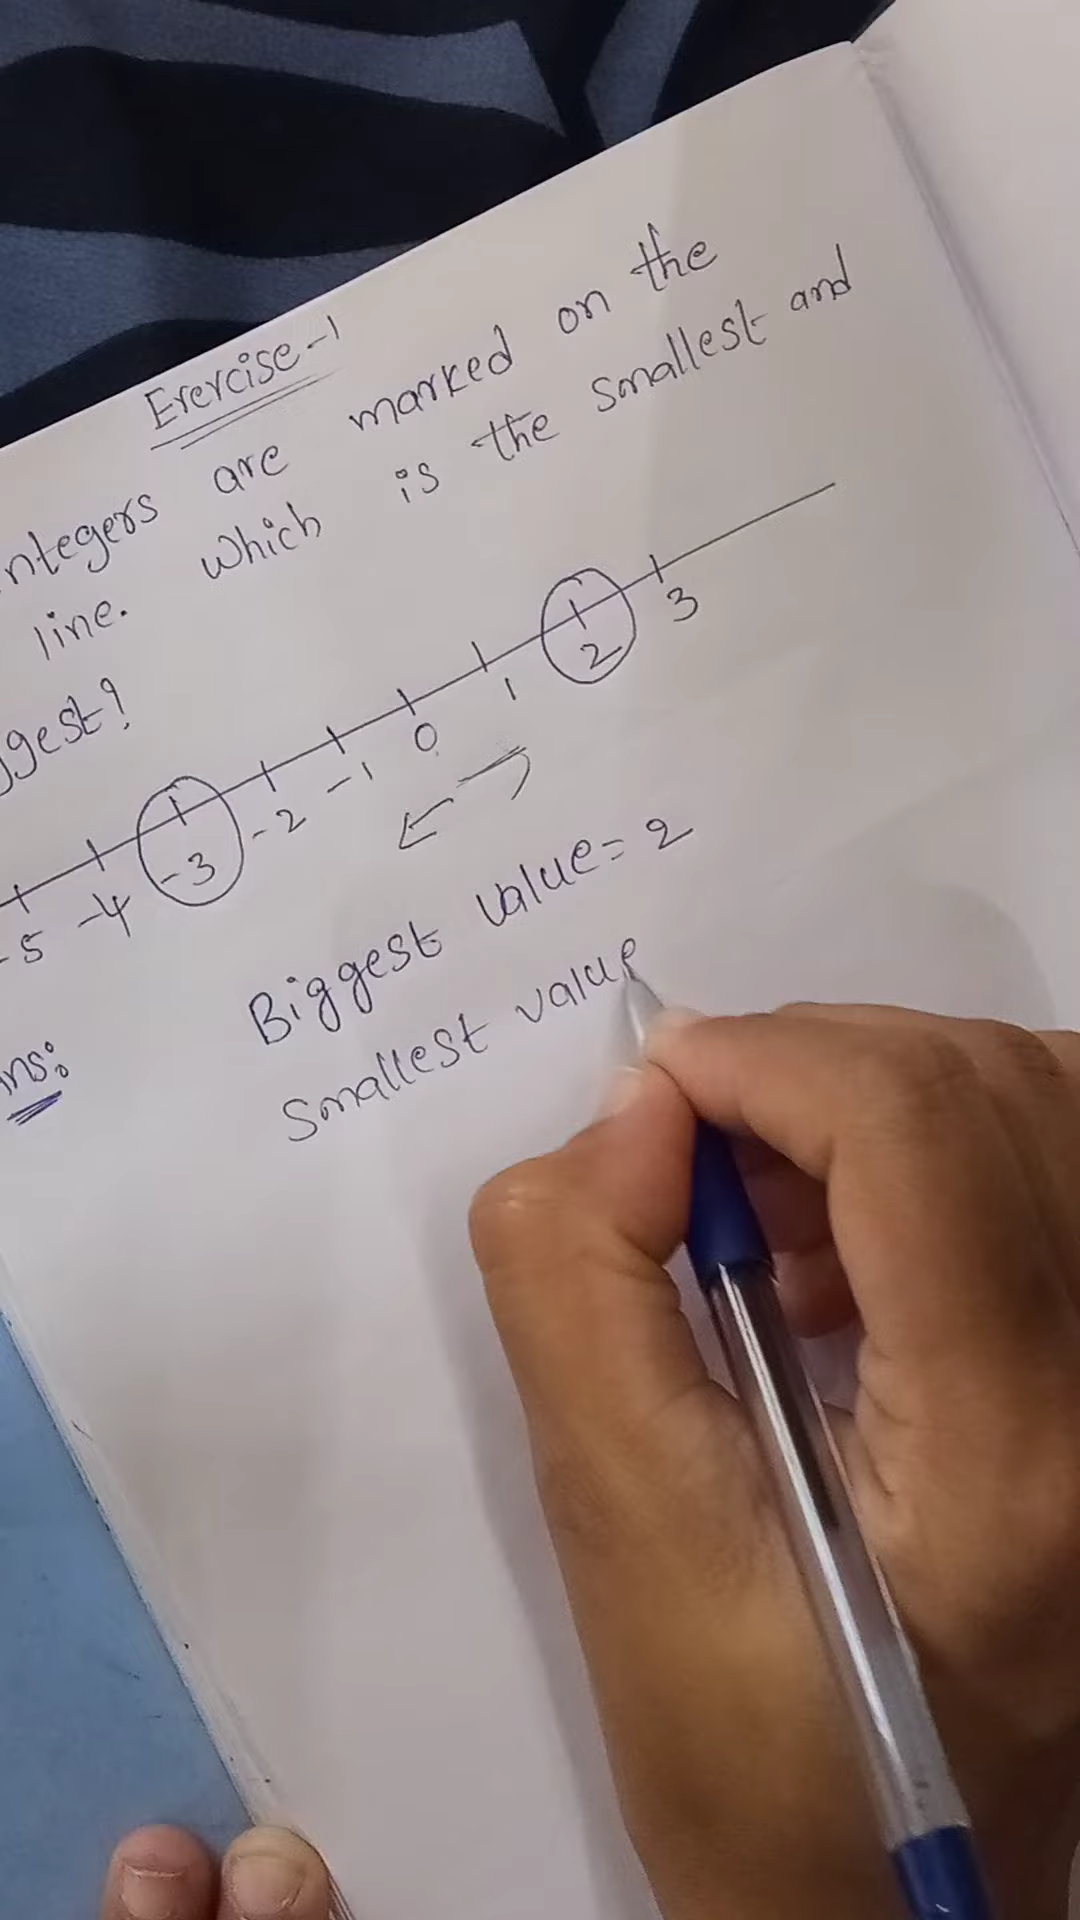 Exercise-1
integers are marked on the
line. which is the smallest and
ggest?
-5 -4 -3 -2 -1 0 1 2 3
Biggest value = 2
ns:
Smallest value